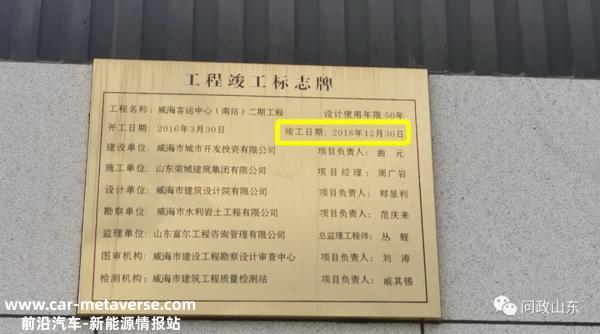 工程竣工标志牌
工程名称：威海客运中心（南站）二期工程 设计使用年限 50年
开工日期：2016年3月30日 竣工日期：2018年12月30日
建设单位：威海市城市开发投资有限公司 项目负责人：曲 元
施工单位：山东荣城建筑集团有限公司 项目经理：周广岩
设计单位：威海市建筑设计院有限公司 项目负责人：郑显利
勘察单位：威海市水利岩土工程有限公司 项目负责人：范庆来
监理单位：山东富尔工程咨询管理有限公司 总监理工程师：丛 舰
图审机构：威海市建设工程勘察设计审查中心 项目负责人：刘 涛
检测机构：威海市建筑工程质量检测站 项目负责人：戚其锡
www.car-metaverse.com
前沿汽车-新能源情报站
问政山东